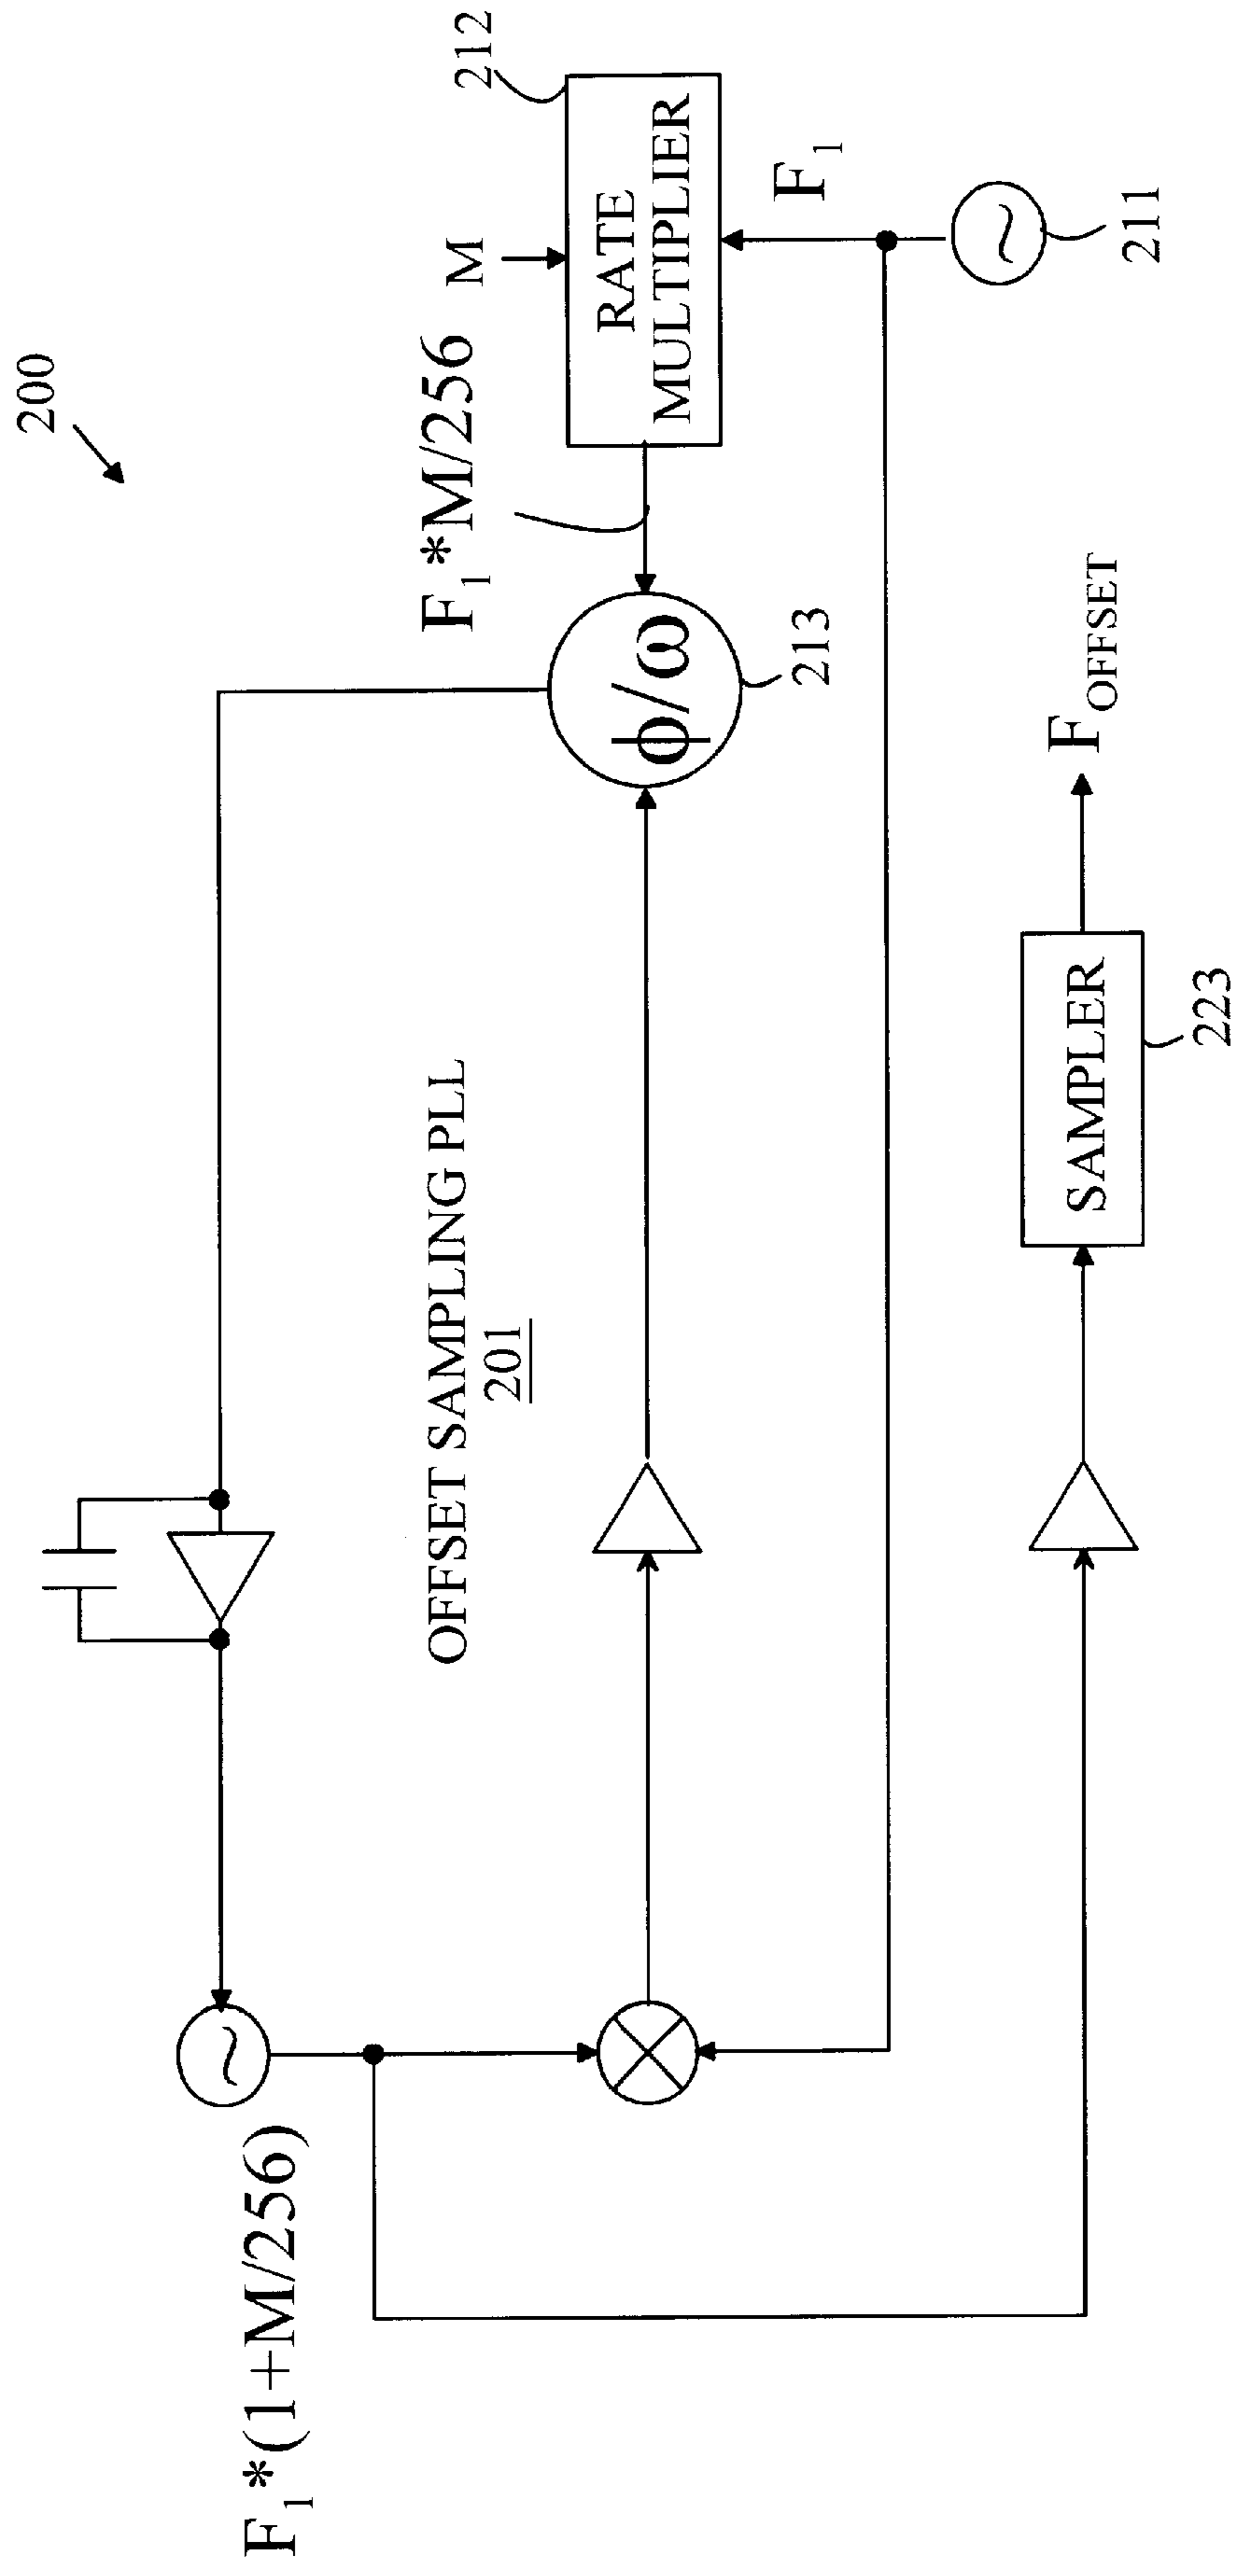 200
F1*(1+M/256)
OFFSET SAMPLING PLL
201
F1*M/256
M
212
RATE
MULTIPLIER
ϕ/ω
213
F1
211
SAMPLER
223
FOFFSET